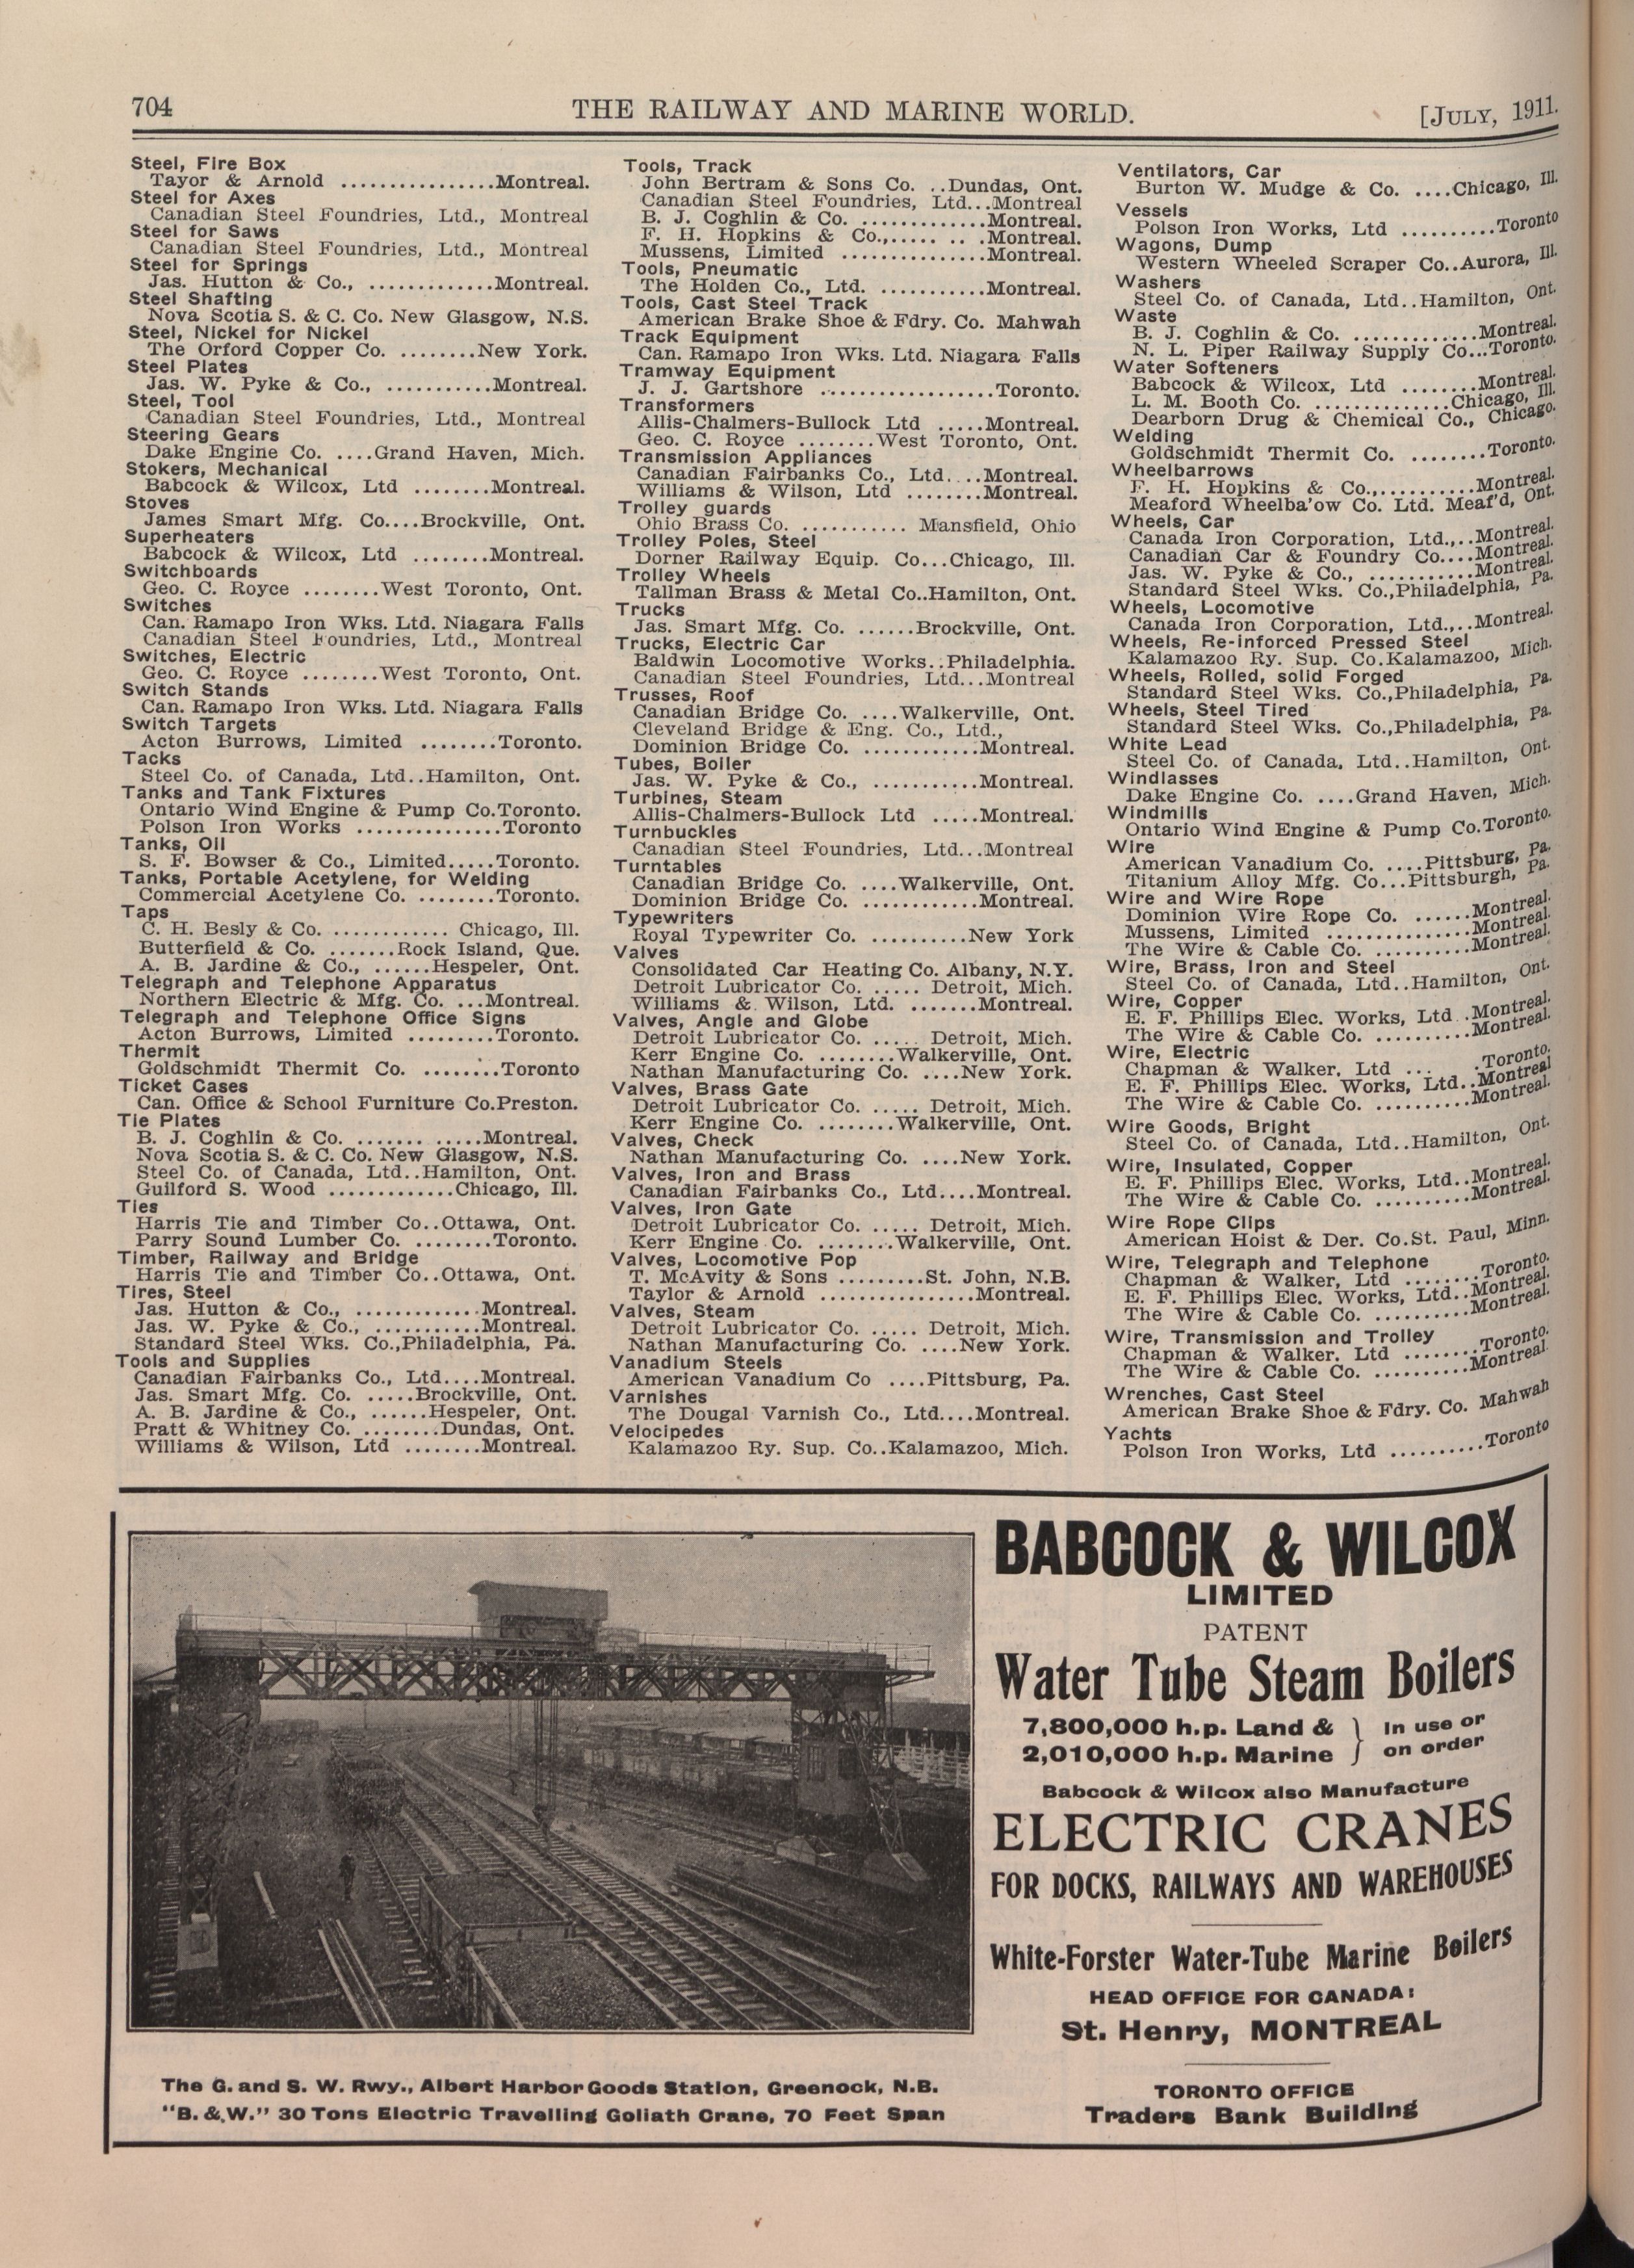 704
THE RAILWAY AND MARINE WORLD.
[JULY, 1911.
Steel, Fire Box
Tayor & Arnold ...............Montreal.
Steel for Axes
Canadian Steel Foundries, Ltd., Montreal
Steel for Saws
Canadian Steel Foundries, Ltd., Montreal
Steel for Springs
Jas. Hutton & Co., .............Montreal.
Steel Shafting
Nova Scotia S. & C. Co. New Glasgow, N.S.
Steel, Nickel for Nickel
The Orford Copper Co. ........New York.
Steel Plates
Jas. W. Pyke & Co., ...........Montreal.
Steel, Tool
Canadian Steel Foundries, Ltd., Montreal
Steering Gears
Dake Engine Co. ....Grand Haven, Mich.
Stokers, Mechanical
Babcock & Wilcox, Ltd ........Montreal.
Stoves
James Smart Mfg. Co....Brockville, Ont.
Superheaters
Babcock & Wilcox, Ltd ........Montreal.
Switchboards
Geo. C. Royce ........West Toronto, Ont.
Switches
Can. Ramapo Iron Wks. Ltd. Niagara Falls
Canadian Steel Foundries, Ltd., Montreal
Switches, Electric
Geo. C. Royce ........West Toronto, Ont.
Switch Stands
Can. Ramapo Iron Wks. Ltd. Niagara Falls
Switch Targets
Acton Burrows, Limited ........Toronto.
Tacks
Steel Co. of Canada, Ltd..Hamilton, Ont.
Tanks and Tank Fixtures
Ontario Wind Engine & Pump Co.Toronto.
Polson Iron Works ...............Toronto
Tanks, Oil
S. F. Bowser & Co., Limited.....Toronto.
Tanks, Portable Acetylene, for Welding
Commercial Acetylene Co. ........Toronto.
Taps
C. H. Besly & Co. ............ Chicago, Ill.
Butterfield & Co. .......Rock Island, Que.
A. B. Jardine & Co., ......Hespeler, Ont.
Telegraph and Telephone Apparatus
Northern Electric & Mfg. Co. ...Montreal.
Telegraph and Telephone Office Signs
Acton Burrows, Limited .........Toronto.
Thermit
Goldschmidt Thermit Co. ........Toronto
Ticket Cases
Can. Office & School Furniture Co.Preston.
Tie Plates
B. J. Coghlin & Co. ....... .....Montreal.
Nova Scotia S. & C. Co. New Glasgow, N.S.
Steel Co. of Canada, Ltd..Hamilton, Ont.
Guilford S. Wood .............Chicago, Ill.
Ties
Harris Tie and Timber Co..Ottawa, Ont.
Parry Sound Lumber Co. ........Toronto.
Timber, Railway and Bridge
Harris Tie and Timber Co..Ottawa, Ont.
Tires, Steel
Jas. Hutton & Co., .............Montreal.
Jas. W. Pyke & Co., ...........Montreal.
Standard Steel Wks. Co.,Philadelphia, Pa.
Tools and Supplies
Canadian Fairbanks Co., Ltd....Montreal.
Jas. Smart Mfg. Co. .....Brockville, Ont.
A. B. Jardine & Co., ......Hespeler, Ont.
Pratt & Whitney Co. ........Dundas, Ont.
Williams & Wilson, Ltd ........Montreal.
Tools, Track
John Bertram & Sons Co. ..Dundas, Ont.
Canadian Steel Foundries, Ltd...Montreal
B. J. Coghlin & Co. .............Montreal.
F. H. Hopkins & Co.,..... .. .Montreal.
Mussens, Limited ...............Montreal.
Tools, Pneumatic
The Holden Co., Ltd. ...........Montreal.
Tools, Cast Steel Track
American Brake Shoe & Fdry. Co. Mahwah
Track Equipment
Can. Ramapo Iron Wks. Ltd. Niagara Falls
Tramway Equipment
J. J. Gartshore ..................Toronto.
Transformers
Allis-Chalmers-Bullock Ltd .....Montreal.
Geo. C. Royce ........West Toronto, Ont.
Transmission Appliances
Canadian Fairbanks Co., Ltd....Montreal.
Williams & Wilson, Ltd ........Montreal.
Trolley guards
Ohio Brass Co. ........... Mansfield, Ohio
Trolley Poles, Steel
Dorner Railway Equip. Co...Chicago, Ill.
Trolley Wheels
Tallman Brass & Metal Co..Hamilton, Ont.
Trucks
Jas. Smart Mfg. Co. ......Brockville, Ont.
Trucks, Electric Car
Baldwin Locomotive Works..Philadelphia.
Canadian Steel Foundries, Ltd...Montreal
Trusses, Roof
Canadian Bridge Co. ....Walkerville, Ont.
Cleveland Bridge & Eng. Co., Ltd.,
Dominion Bridge Co. ............Montreal.
Tubes, Boiler
Jas. W. Pyke & Co., ...........Montreal.
Turbines, Steam
Allis-Chalmers-Bullock Ltd .....Montreal.
Turnbuckles
Canadian Steel Foundries, Ltd...Montreal
Turntables
Canadian Bridge Co. ....Walkerville, Ont.
Dominion Bridge Co. ............Montreal.
Typewriters
Royal Typewriter Co. ..........New York
Valves
Consolidated Car Heating Co. Albany, N.Y.
Detroit Lubricator Co. ..... Detroit, Mich.
Williams & Wilson, Ltd. .......Montreal.
Valves, Angle and Globe
Detroit Lubricator Co. ..... Detroit, Mich.
Kerr Engine Co. ........Walkerville, Ont.
Nathan Manufacturing Co. ....New York.
Valves, Brass Gate
Detroit Lubricator Co. ..... Detroit, Mich.
Kerr Engine Co. ........Walkerville, Ont.
Valves, Check
Nathan Manufacturing Co. ....New York.
Valves, Iron and Brass
Canadian Fairbanks Co., Ltd....Montreal.
Valves, Iron Gate
Detroit Lubricator Co. ..... Detroit, Mich.
Kerr Engine Co. ........Walkerville, Ont.
Valves, Locomotive Pop
T. McAvity & Sons .........St. John, N.B.
Taylor & Arnold ................Montreal.
Valves, Steam
Detroit Lubricator Co. ..... Detroit, Mich.
Nathan Manufacturing Co. ....New York.
Vanadium Steels
American Vanadium Co ....Pittsburg, Pa.
Varnishes
The Dougal Varnish Co., Ltd....Montreal.
Velocipedes
Kalamazoo Ry. Sup. Co..Kalamazoo, Mich.
Ventilators, Car
Burton W. Mudge & Co. ....Chicago, Ill.
Vessels
Polson Iron Works, Ltd ..........Toronto
Wagons, Dump
Western Wheeled Scraper Co..Aurora, Ill.
Washers
Steel Co. of Canada, Ltd..Hamilton, Ont.
Waste
B. J. Coghlin & Co. .............Montreal.
N. L. Piper Railway Supply Co...Toronto.
Water Softeners
Babcock & Wilcox, Ltd ........Montreal.
L. M. Booth Co. ..............Chicago, Ill.
Dearborn Drug & Chemical Co., Chicago.
Welding
Goldschmidt Thermit Co. ........Toronto.
Wheelbarrows
F. H. Hopkins & Co.,...........Montreal.
Meaford Wheelba'ow Co. Ltd. Meaf'd, Ont.
Wheels, Car
Canada Iron Corporation, Ltd.,..Montreal.
Canadian Car & Foundry Co....Montreal.
Jas. W. Pyke & Co., ...........Montreal.
Standard Steel Wks. Co.,Philadelphia, Pa.
Wheels, Locomotive
Canada Iron Corporation, Ltd.,..Montreal.
Wheels, Re-inforced Pressed Steel
Kalamazoo Ry. Sup. Co.Kalamazoo, Mich.
Wheels, Rolled, solid Forged
Standard Steel Wks. Co.,Philadelphia, Pa.
Wheels, Steel Tired
Standard Steel Wks. Co.,Philadelphia, Pa.
White Lead
Steel Co. of Canada, Ltd..Hamilton, Ont.
Windlasses
Dake Engine Co. ....Grand Haven, Mich.
Windmills
Ontario Wind Engine & Pump Co.Toronto.
Wire
American Vanadium Co. ....Pittsburg, Pa.
Titanium Alloy Mfg. Co...Pittsburgh, Pa.
Wire and Wire Rope
Dominion Wire Rope Co. ......Montreal.
Mussens, Limited ...............Montreal.
The Wire & Cable Co. ..........Montreal.
Wire, Brass, Iron and Steel
Steel Co. of Canada, Ltd..Hamilton, Ont.
Wire, Copper
E. F. Phillips Elec. Works, Ltd..Montreal.
The Wire & Cable Co. ..........Montreal.
Wire, Electric
Chapman & Walker, Ltd ... .Toronto.
E. F. Phillips Elec. Works, Ltd..Montreal
The Wire & Cable Co. ..........Montreal.
Wire Goods, Bright
Steel Co. of Canada, Ltd..Hamilton, Ont.
Wire, Insulated, Copper
E. F. Phillips Elec. Works, Ltd..Montreal.
The Wire & Cable Co. ..........Montreal.
Wire Rope Clips
American Hoist & Der. Co.St. Paul, Minn.
Wire, Telegraph and Telephone
Chapman & Walker, Ltd ........Toronto.
E. F. Phillips Elec. Works, Ltd..Montreal.
The Wire & Cable Co. ..........Montreal.
Wire, Transmission and Trolley
Chapman & Walker. Ltd ........Toronto.
The Wire & Cable Co. ..........Montreal.
Wrenches, Cast Steel
American Brake Shoe & Fdry. Co. Mahwah
Yachts
Polson Iron Works, Ltd ..........Toronto
The G. and S. W. Rwy., Albert Harbor Goods Station, Greenock, N.B.
"B. & W." 30 Tons Electric Travelling Goliath Crane, 70 Feet Span
BABCOCK & WILCOX
LIMITED
PATENT
Water Tube Steam Boilers
7,800,000 h.p. Land & } In use or
2,010,000 h.p. Marine } on order
Babcock & Wilcox also Manufacture
ELECTRIC CRANES
FOR DOCKS, RAILWAYS AND WAREHOUSES
White-Forster Water-Tube Marine Boilers
HEAD OFFICE FOR CANADA:
St. Henry, MONTREAL
TORONTO OFFICE
Traders Bank Building